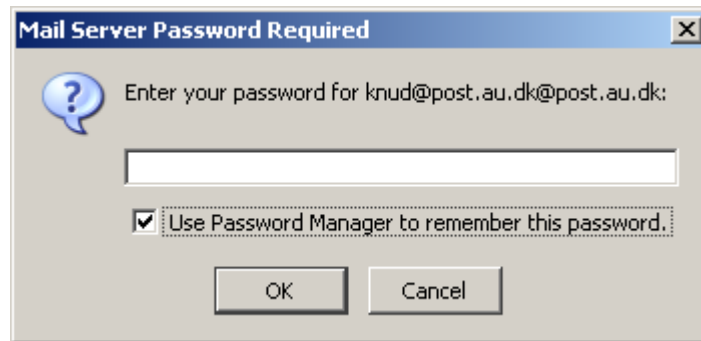 Mail Server Password Required
Enter your password for knud@post.au.dk@post.au.dk:
Use Password Manager to remember this password.
OK
Cancel